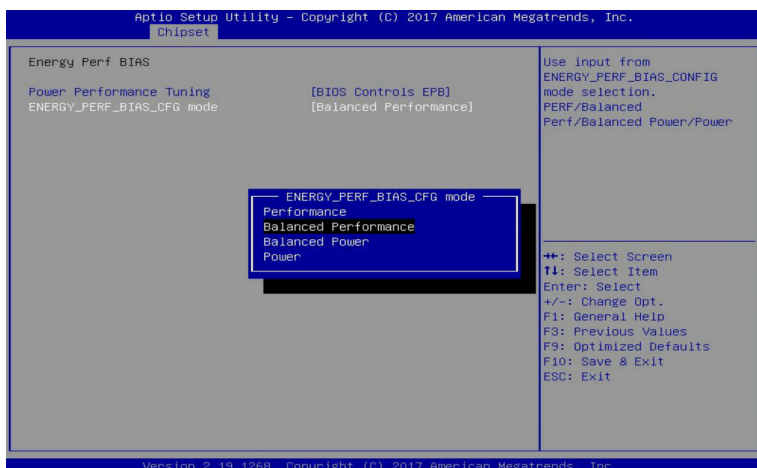 Aptio Setup Utility – Copyright (C) 2017 American Megatrends, Inc.
Chipset
Energy Perf BIAS
Power Performance Tuning [BIOS Controls EPB]
ENERGY_PERF_BIAS_CFG mode [Balanced Performance]
Use input from
ENERGY_PERF_BIAS_CONFIG
mode selection.
PERF/Balanced
Perf/Balanced Power/Power
ENERGY_PERF_BIAS_CFG mode
Performance
Balanced Performance
Balanced Power
Power
→←: Select Screen
↑↓: Select Item
Enter: Select
+/-: Change Opt.
F1: General Help
F3: Previous Values
F9: Optimized Defaults
F10: Save & Exit
ESC: Exit
Version 2.19.1268. Copyright (C) 2017 American Megatrends, Inc.